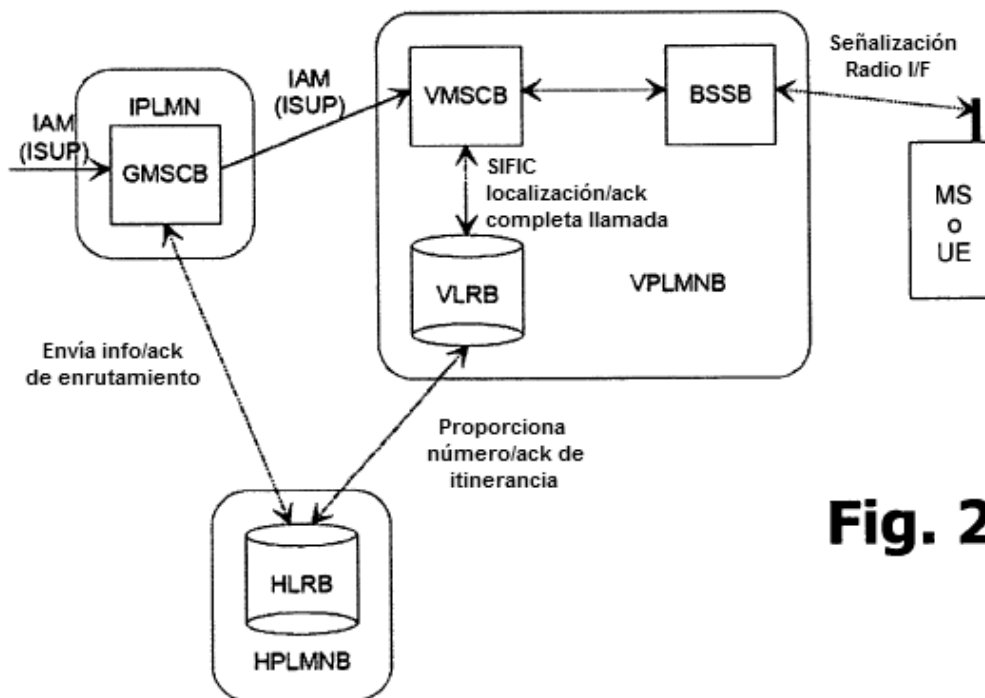 IAM
(ISUP)
IPLMN
GMSCB
IAM
(ISUP)
VMSCB
BSSB
Señalización
Radio I/F
SIFIC
localización/ack
completa llamada
VLRB
VPLMNB
MS
o
UE
Envía info/ack
de enrutamiento
Proporciona
número/ack de
itinerancia
HLRB
HPLMNB
Fig. 2